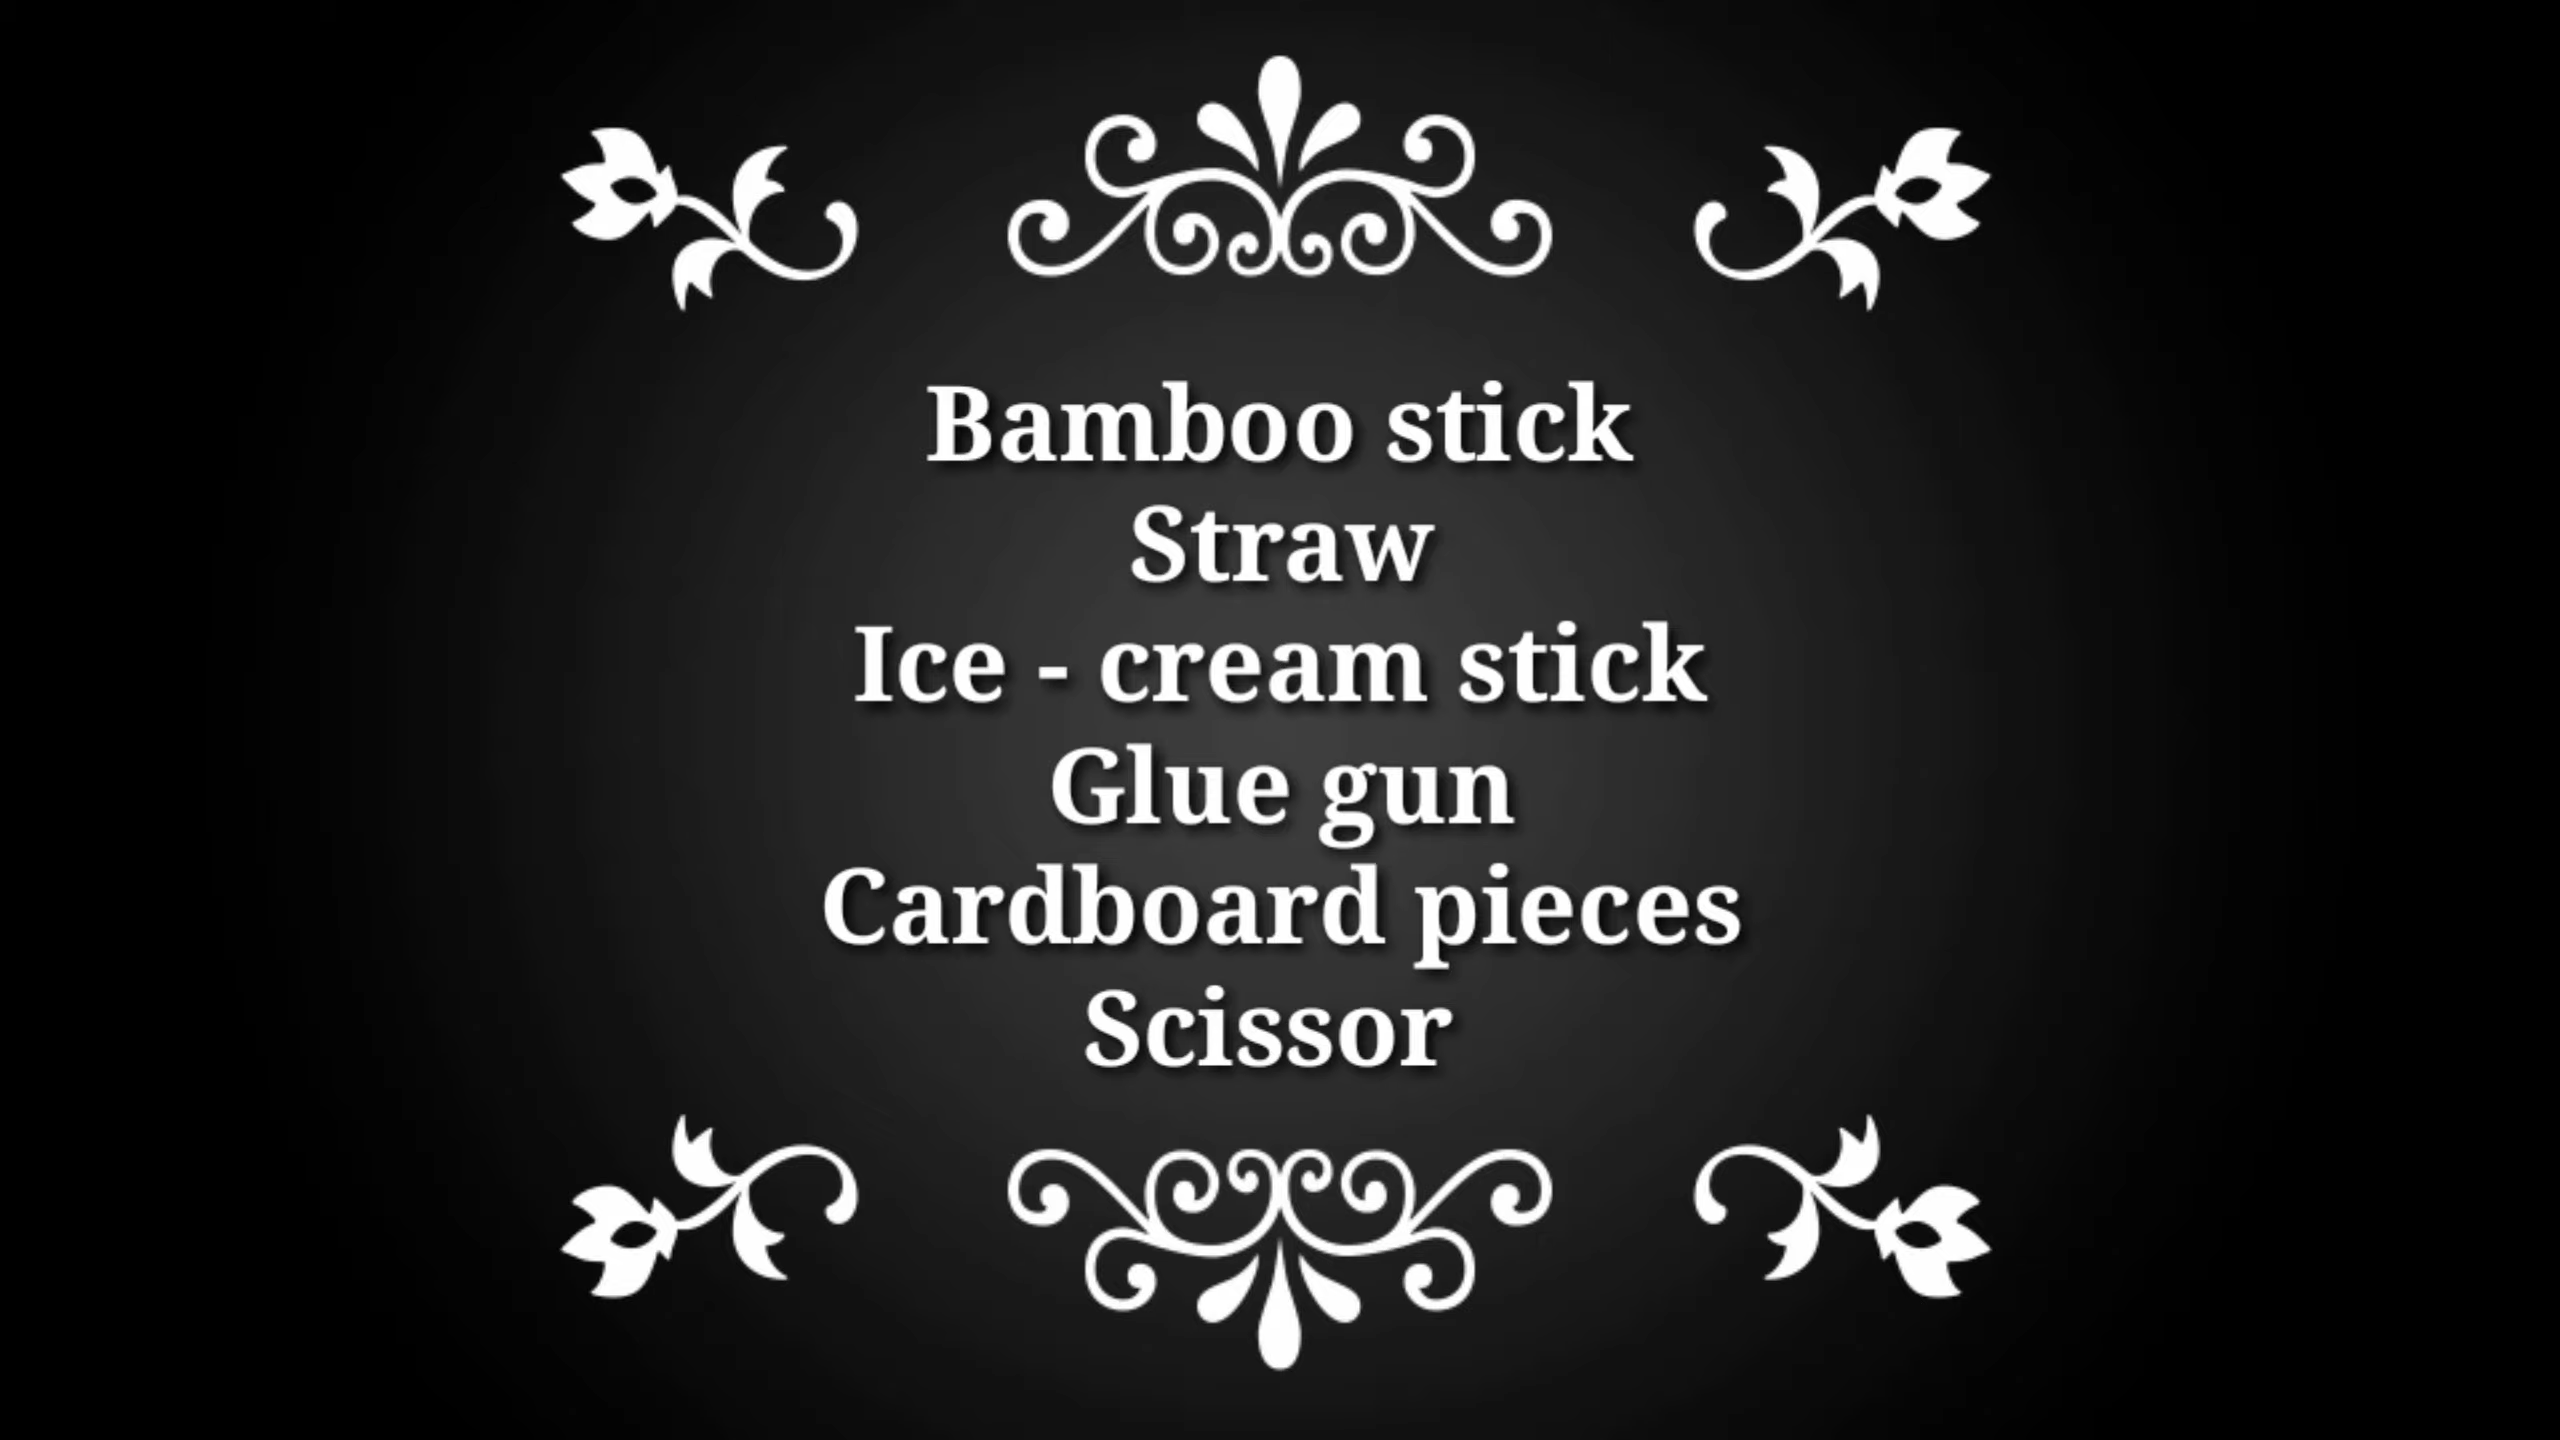 Bamboo stick
Straw
Ice - cream stick
Glue gun
Cardboard pieces
Scissor